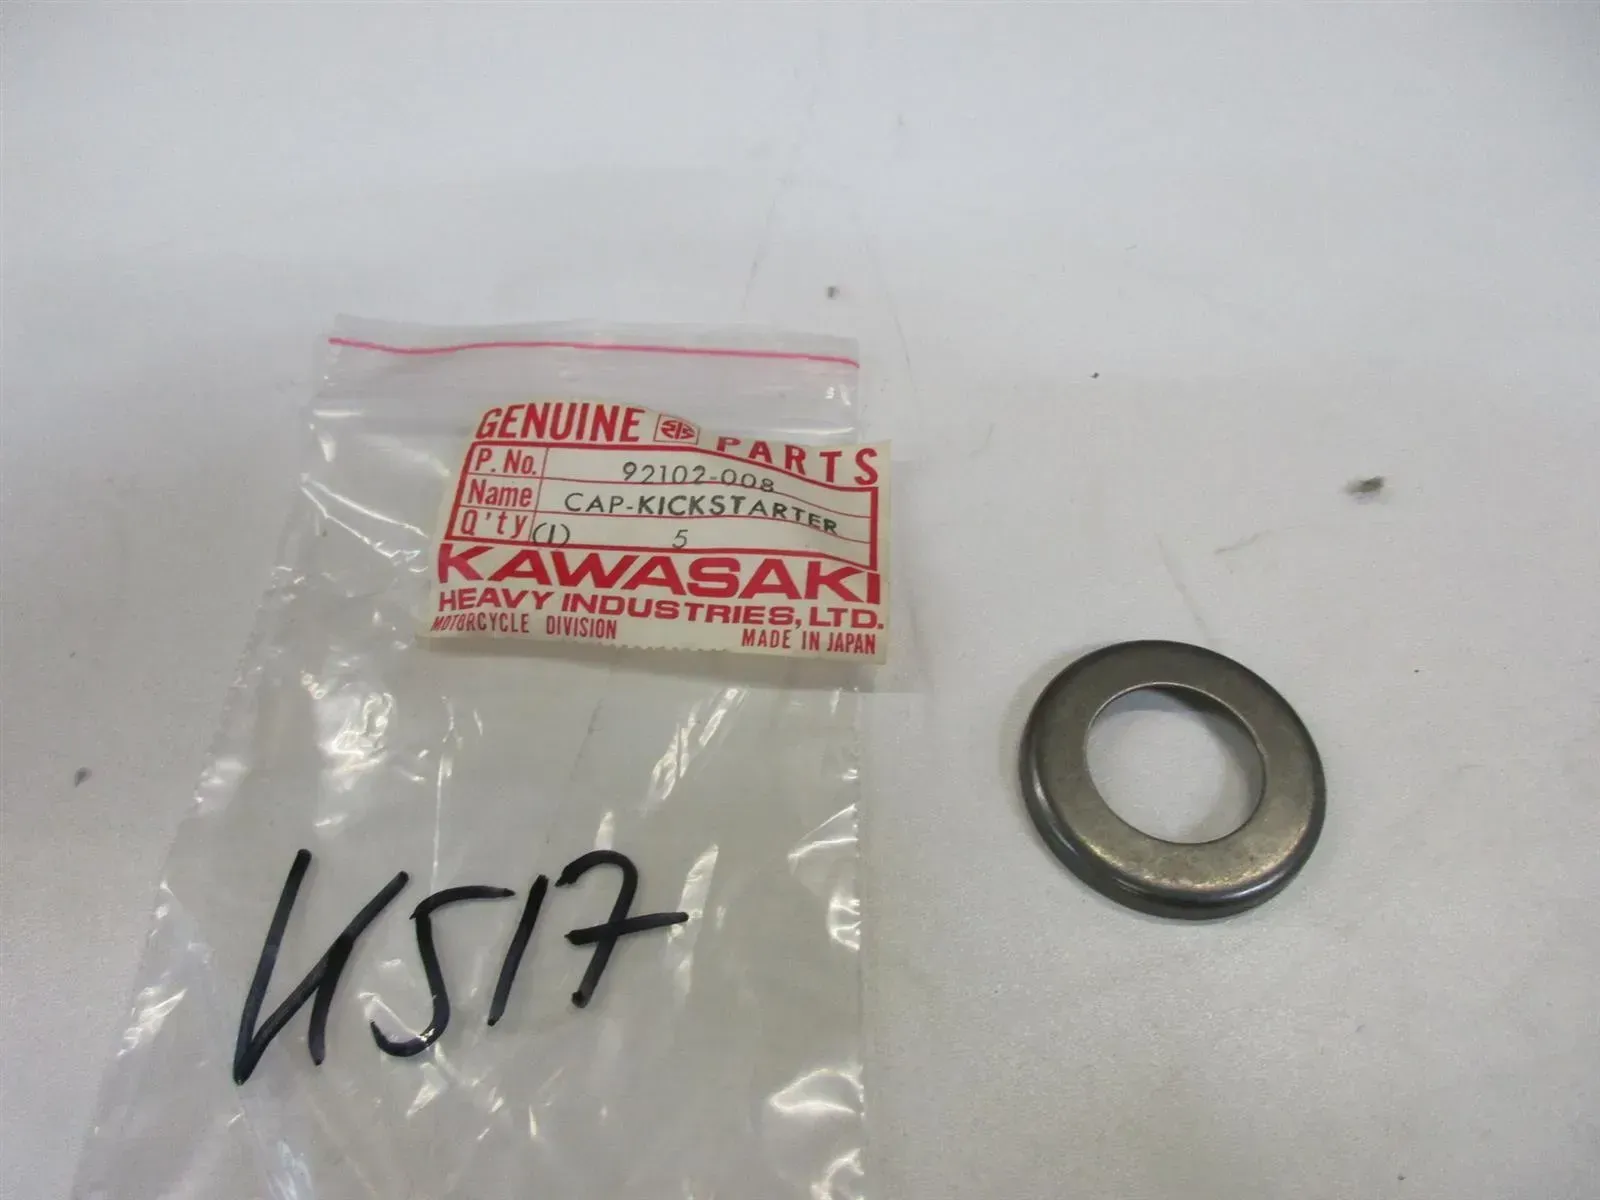 GENUINE PARTS
P. No. 92102-008
Name CAP-KICKSTARTER
Q'ty (1) 5
KAWASAKI
HEAVY INDUSTRIES, LTD.
MOTORCYCLE DIVISION MADE IN JAPAN
K517